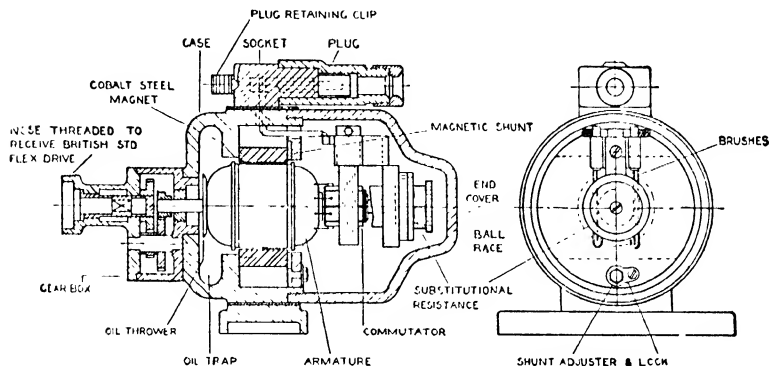 PLUG RETAINING CLIP
CASE
SOCKET
PLUG
COBALT STEEL
MAGNET
NOSE THREADED TO
RECEIVE BRITISH STD
FLEX DRIVE
MAGNETIC SHUNT
BRUSHES
END
COVER
BALL
RACE
GEAR BOX
SUBSTITUTIONAL
RESISTANCE
OIL THROWER
COMMUTATOR
OIL TRAP
ARMATURE
SHUNT ADJUSTER & LOCK